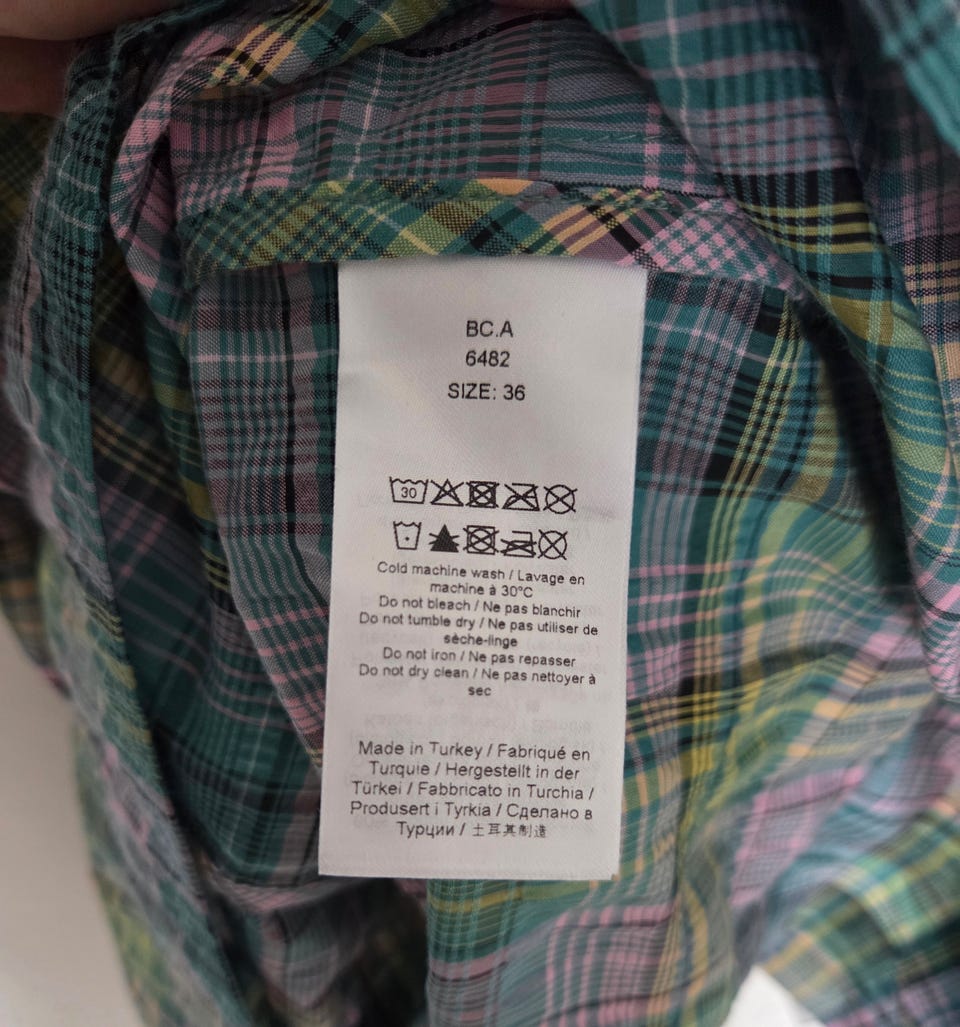 BC.A
6482
SIZE: 36
30
Cold machine wash / Lavage en
machine à 30°C
Do not bleach / Ne pas blanchir
Do not tumble dry / Ne pas utiliser de
sèche-linge
Do not iron / Ne pas repasser
Do not dry clean / Ne pas nettoyer à
sec
Made in Turkey / Fabriqué en
Turquie / Hergestellt in der
Türkei / Fabbricato in Turchia /
Produsert i Tyrkia / Сделано в
Турции / 土耳其制造